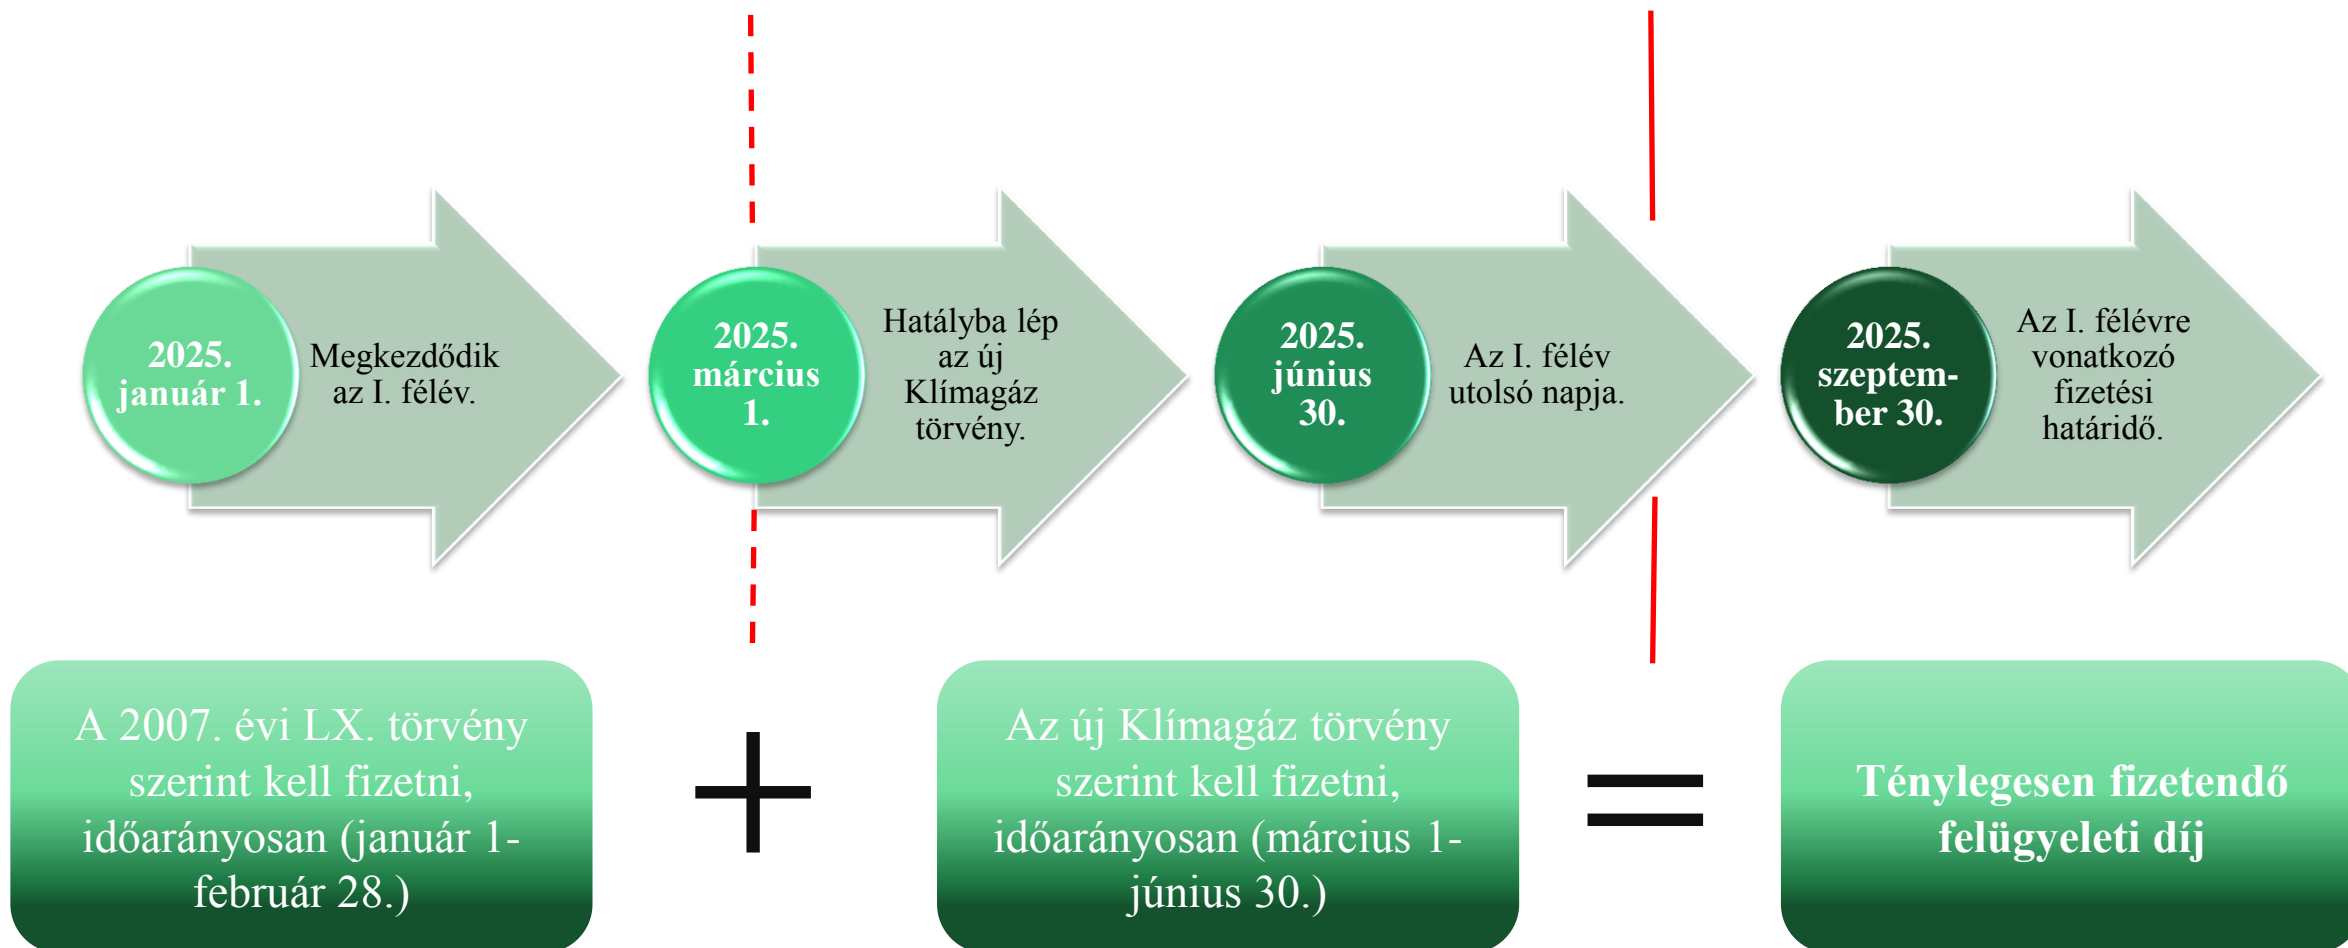 2025.
január 1.
Megkezdődik
az I. félév.
2025.
március
1.
Hatályba lép
az új
Klímagáz
törvény.
2025.
június
30.
Az I. félév
utolsó napja.
2025.
szeptem-
ber 30.
Az I. félévre
vonatkozó
fizetési
határidő.
A 2007. évi LX. törvény
szerint kell fizetni,
időarányosan (január 1-
február 28.)
+
Az új Klímagáz törvény
szerint kell fizetni,
időarányosan (március 1-
június 30.)
=
Ténylegesen fizetendő
felügyeleti díj